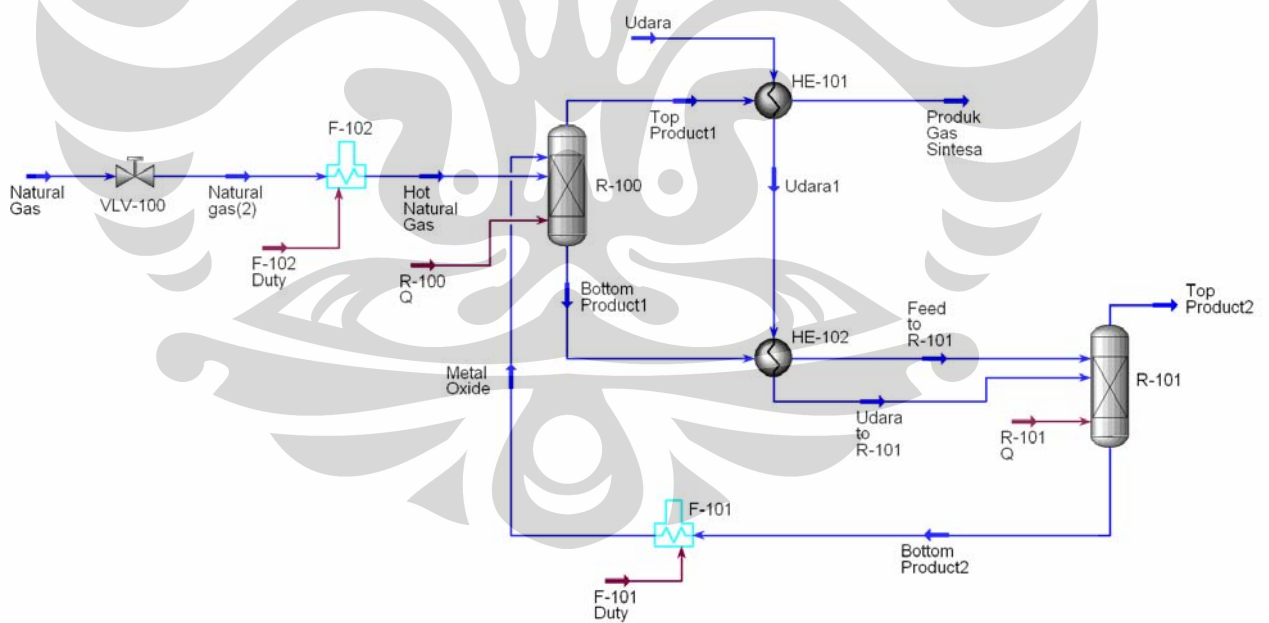 Udara
HE-101
Top
Product1
Produk
Gas
Sintesa
F-102
R-100
Natural
Gas
VLV-100
Natural
gas(2)
Hot
Natural
Gas
Udara1
F-102
Duty
R-100
Q
Bottom
Product1
HE-102
Feed
to
R-101
Top
Product2
Metal
Oxide
R-101
Udara
to
R-101
R-101
Q
F-101
Bottom
Product2
F-101
Duty